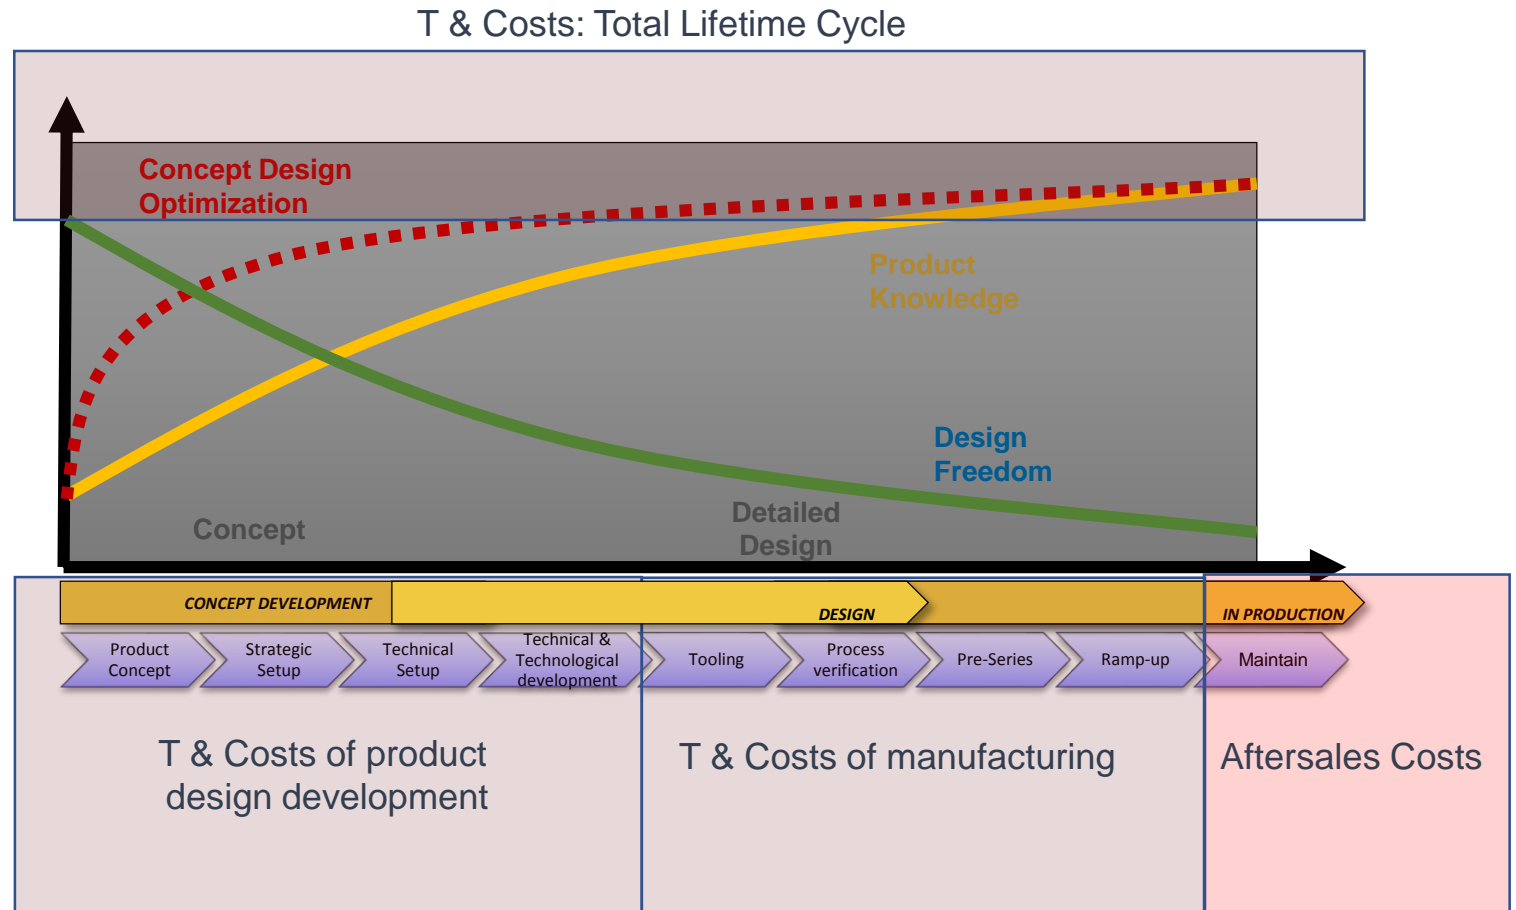 T & Costs: Total Lifetime Cycle
Concept Design
Optimization
Product
Knowledge
Design
Freedom
Concept
Detailed
Design
CONCEPT DEVELOPMENT
DESIGN
IN PRODUCTION
Product
Concept
Strategic
Setup
Technical
Setup
Technical &
Technological
development
Tooling
Process
verification
Pre-Series
Ramp-up
Maintain
T & Costs of product
design development
T & Costs of manufacturing
Aftersales Costs